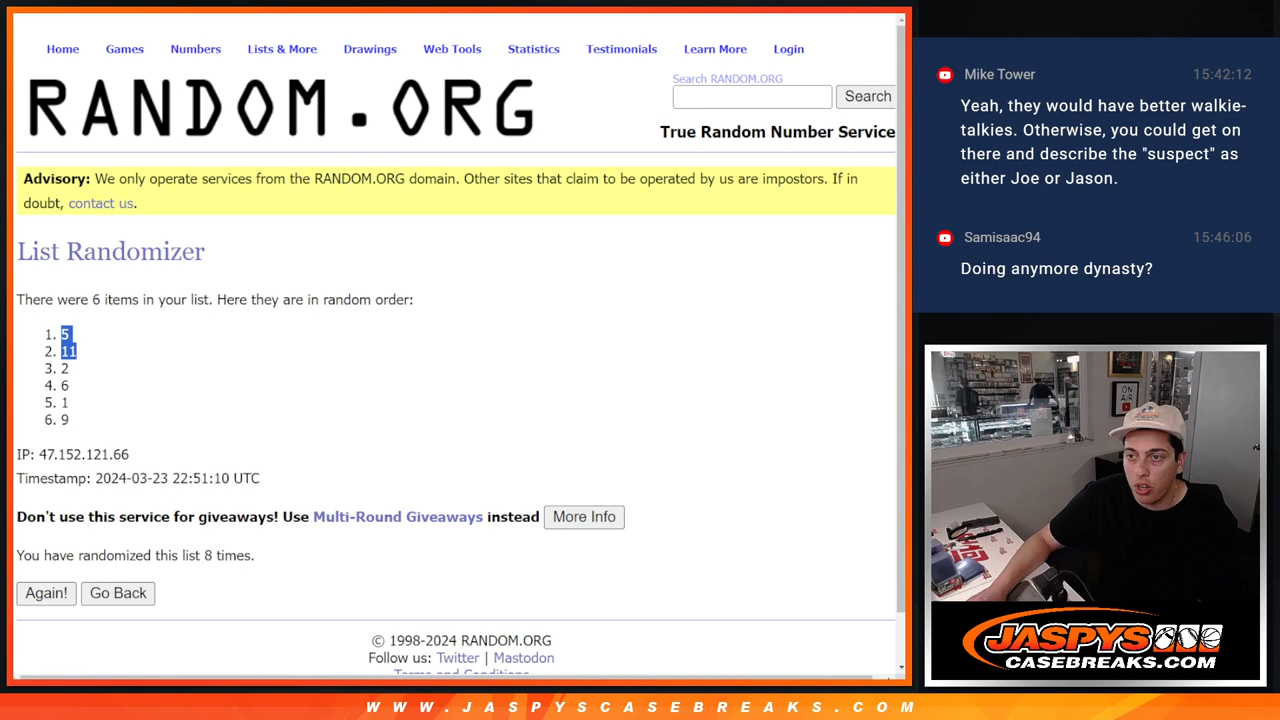 Home Games Numbers Lists & More Drawings Web Tools Statistics Testimonials Learn More Login
RANDOM.ORG
Search RANDOM.ORG
Search
True Random Number Service
Advisory: We only operate services from the RANDOM.ORG domain. Other sites that claim to be operated by us are impostors. If in
doubt, contact us.
List Randomizer
There were 6 items in your list. Here they are in random order:
1. 5
2. 11
3. 2
4. 6
5. 1
6. 9
IP: 47.152.121.66
Timestamp: 2024-03-23 22:51:10 UTC
Don't use this service for giveaways! Use Multi-Round Giveaways instead More Info
You have randomized this list 8 times.
Again! Go Back
© 1998-2024 RANDOM.ORG
Follow us: Twitter | Mastodon
Terms and Conditions
Mike Tower 15:42:12
Yeah, they would have better walkie-
talkies. Otherwise, you could get on
there and describe the "suspect" as
either Joe or Jason.
Samisaac94 15:46:06
Doing anymore dynasty?
ON
AIR
JASPYS
CASEBREAKS.COM
WWW.JASPYSCASEBREAKS.COM